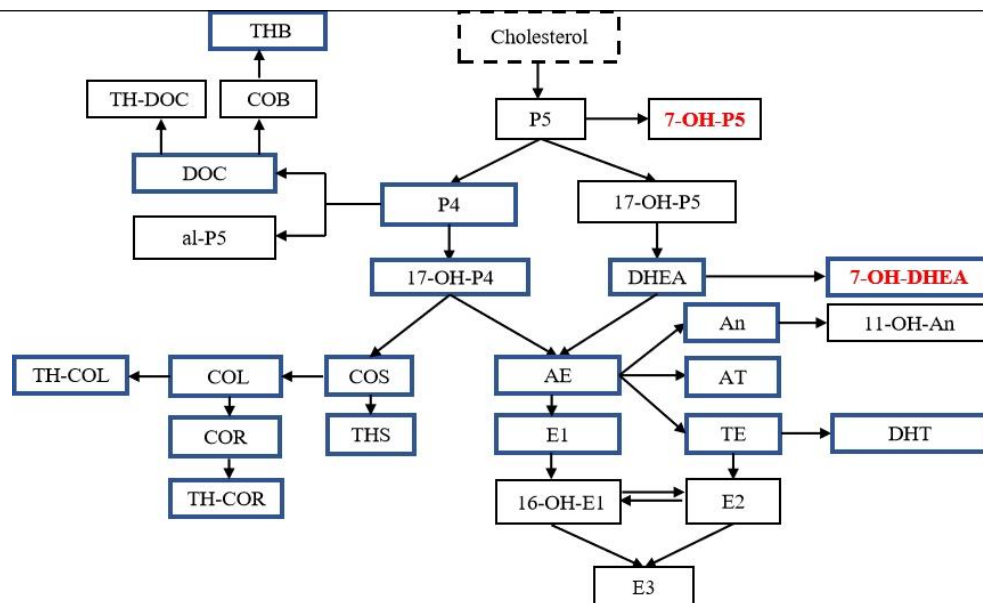 THB
Cholesterol
TH-DOC
COB
P5
7-OH-P5
DOC
P4
17-OH-P5
al-P5
17-OH-P4
DHEA
7-OH-DHEA
An
11-OH-An
TH-COL
COL
COS
AE
AT
COR
THS
E1
TE
DHT
TH-COR
16-OH-E1
E2
E3